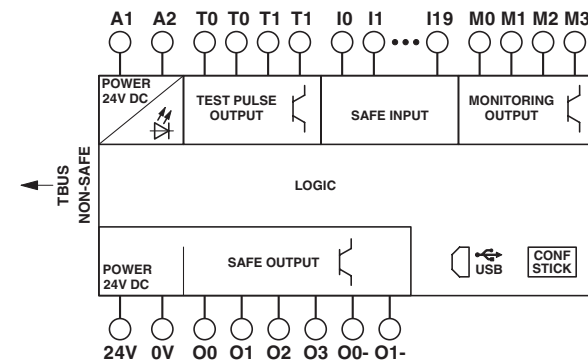 A1 A2 T0 T0 T1 T1 I0 I1 I19 M0 M1 M2 M3
POWER
24V DC
TEST PULSE
OUTPUT
SAFE INPUT
MONITORING
OUTPUT
TBUS
NON-SAFE
LOGIC
POWER
24V DC
SAFE OUTPUT
USB
CONF
STICK
24V 0V O0 O1 O2 O3 O0- O1-